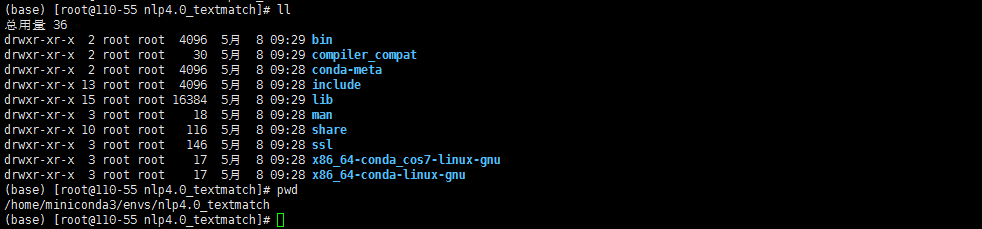 (base) [root@110-55 nlp4.0_textmatch]# ll
总用量 36
drwxr-xr-x  2 root root  4096 5月   8 09:29 bin
drwxr-xr-x  2 root root    30 5月   8 09:29 compiler_compat
drwxr-xr-x  2 root root  4096 5月   8 09:28 conda-meta
drwxr-xr-x 13 root root  4096 5月   8 09:28 include
drwxr-xr-x 15 root root 16384 5月   8 09:29 lib
drwxr-xr-x  3 root root    18 5月   8 09:28 man
drwxr-xr-x 10 root root   116 5月   8 09:28 share
drwxr-xr-x  3 root root   146 5月   8 09:28 ssl
drwxr-xr-x  3 root root    17 5月   8 09:28 x86_64-conda_cos7-linux-gnu
drwxr-xr-x  3 root root    17 5月   8 09:28 x86_64-conda-linux-gnu
(base) [root@110-55 nlp4.0_textmatch]# pwd
/home/miniconda3/envs/nlp4.0_textmatch
(base) [root@110-55 nlp4.0_textmatch]#